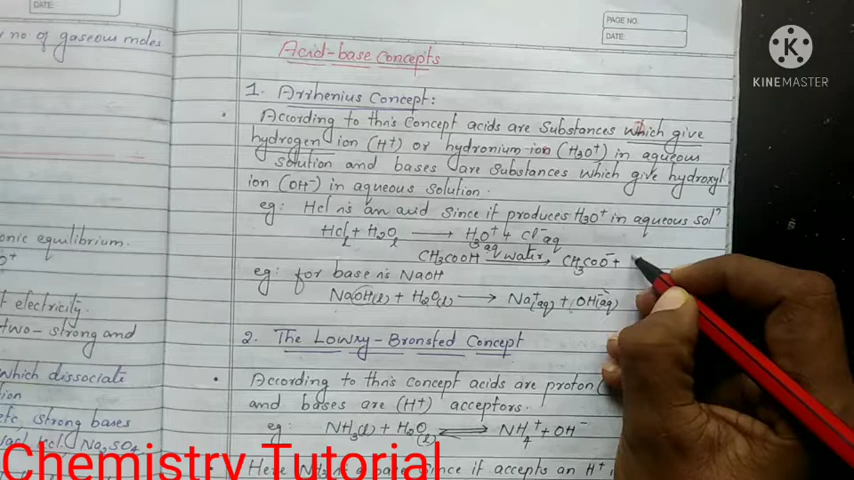 DATE:
no of gaseous moles
PAGE NO.
DATE:
K
KINEMASTER
Acid-base concepts
1. Arrhenius Concept:
According to this concept acids are substances which give
hydrogen ion (H+) or hydronium ion (H3O+) in aqueous
solution and bases are substances which give hydroxyl
ion (OH-) in aqueous solution.
eg: Hcl is an acid since it produces H3O+ in aqueous sol
Hcl l + H2O l → H3O+ aq + Cl- aq
CH3COOH water → CH3COO- +
eg: for base is NaOH
NaOH(l) + H2O(l) → Na+(aq) + OH-(aq)
2. The Lowry-Bronsted Concept
According to this concept acids are proton
and bases are (H+) acceptors.
eg: NH3(l) + H2O(l) ⇌ NH4+ + OH-
Here NH3 is a base since it accepts an H+
onic equilibrium.
electricity.
two-strong and
which dissociate
etc. strong bases
Na2SO4
Chemistry Tutorial